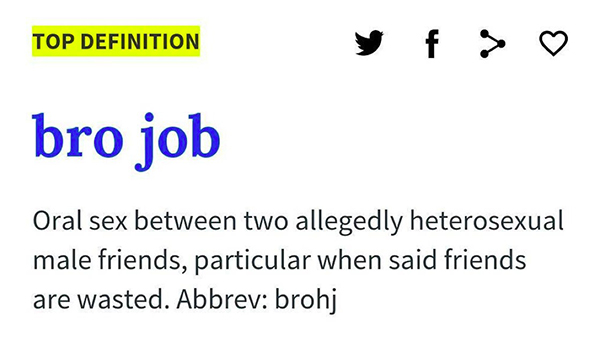 TOP DEFINITION
bro job
Oral sex between two allegedly heterosexual
male friends, particular when said friends
are wasted. Abbrev: brohj